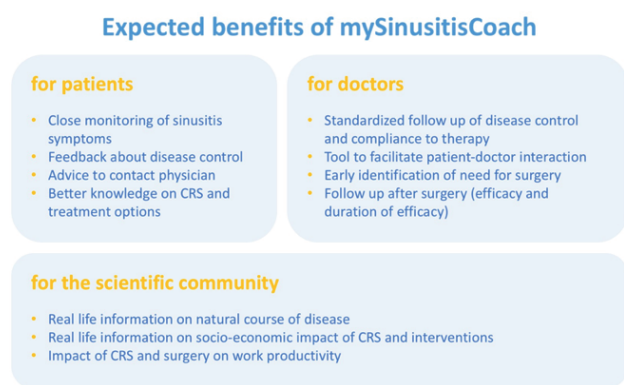 Expected benefits of mySinusitisCoach
for patients
• Close monitoring of sinusitis
symptoms
• Feedback about disease control
• Advice to contact physician
• Better knowledge on CRS and
treatment options
for doctors
• Standardized follow up of disease control
and compliance to therapy
• Tool to facilitate patient-doctor interaction
• Early identification of need for surgery
• Follow up after surgery (efficacy and
duration of efficacy)
for the scientific community
• Real life information on natural course of disease
• Real life information on socio-economic impact of CRS and interventions
• Impact of CRS and surgery on work productivity